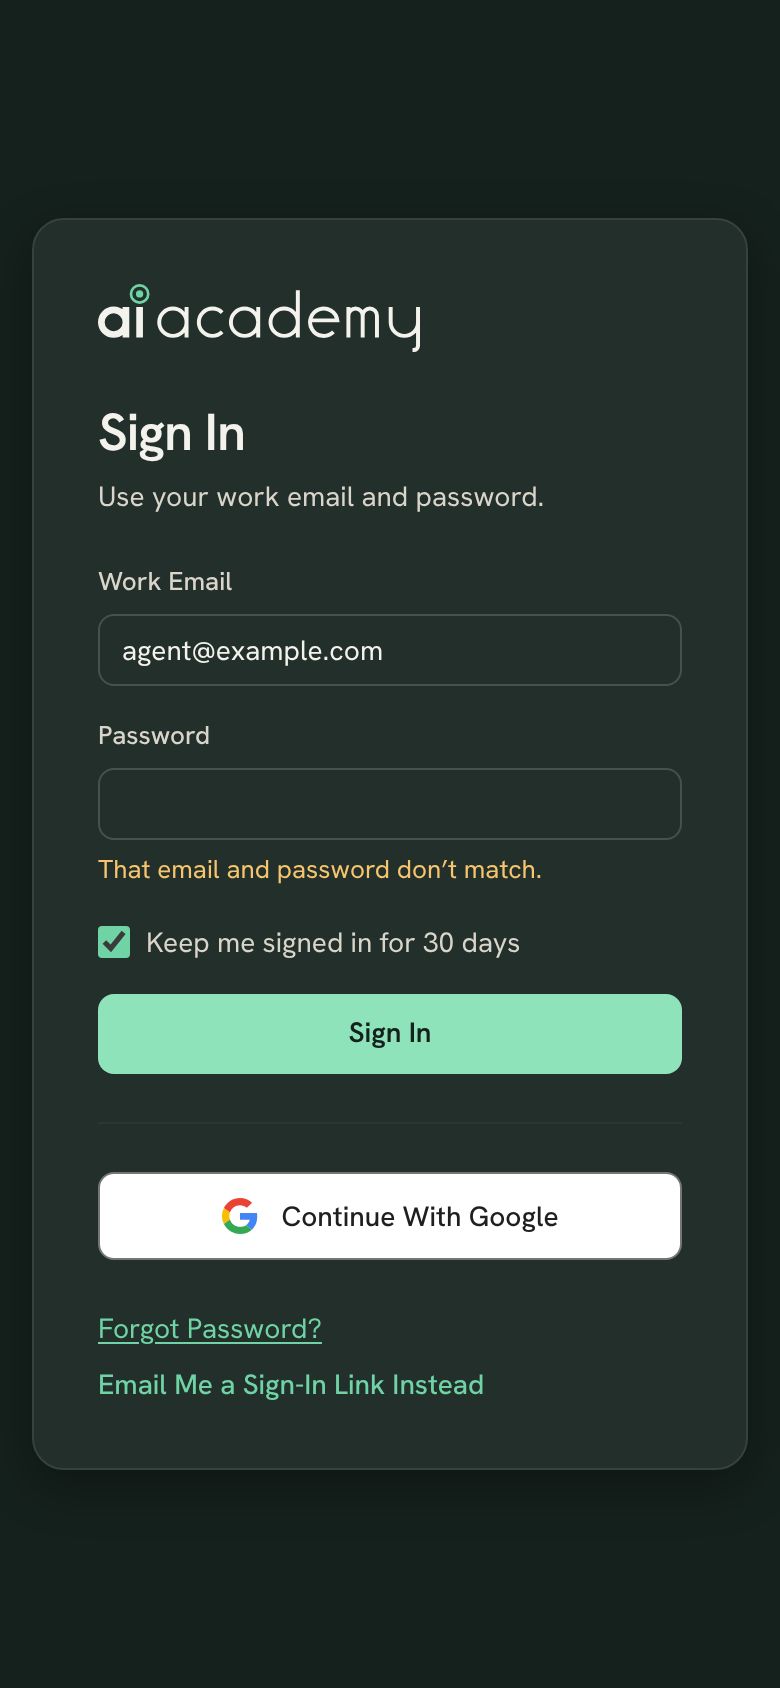 ai academy
Sign In
Use your work email and password.
Work Email
agent@example.com
Password
That email and password don’t match.
Keep me signed in for 30 days
Sign In
Continue With Google
Forgot Password?
Email Me a Sign-In Link Instead